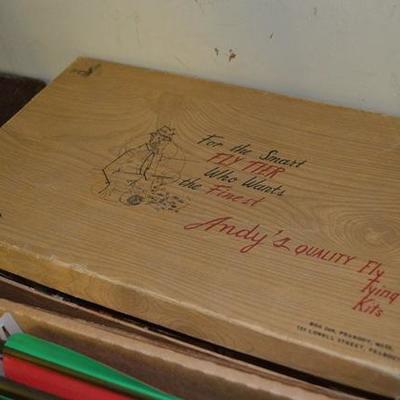 For the Smart
FLY TIER
Who Wants
the Finest
Andy's QUALITY Fly
Tying
Kits
PEABODY, MASS.
LOWELL STREET, PEABODY